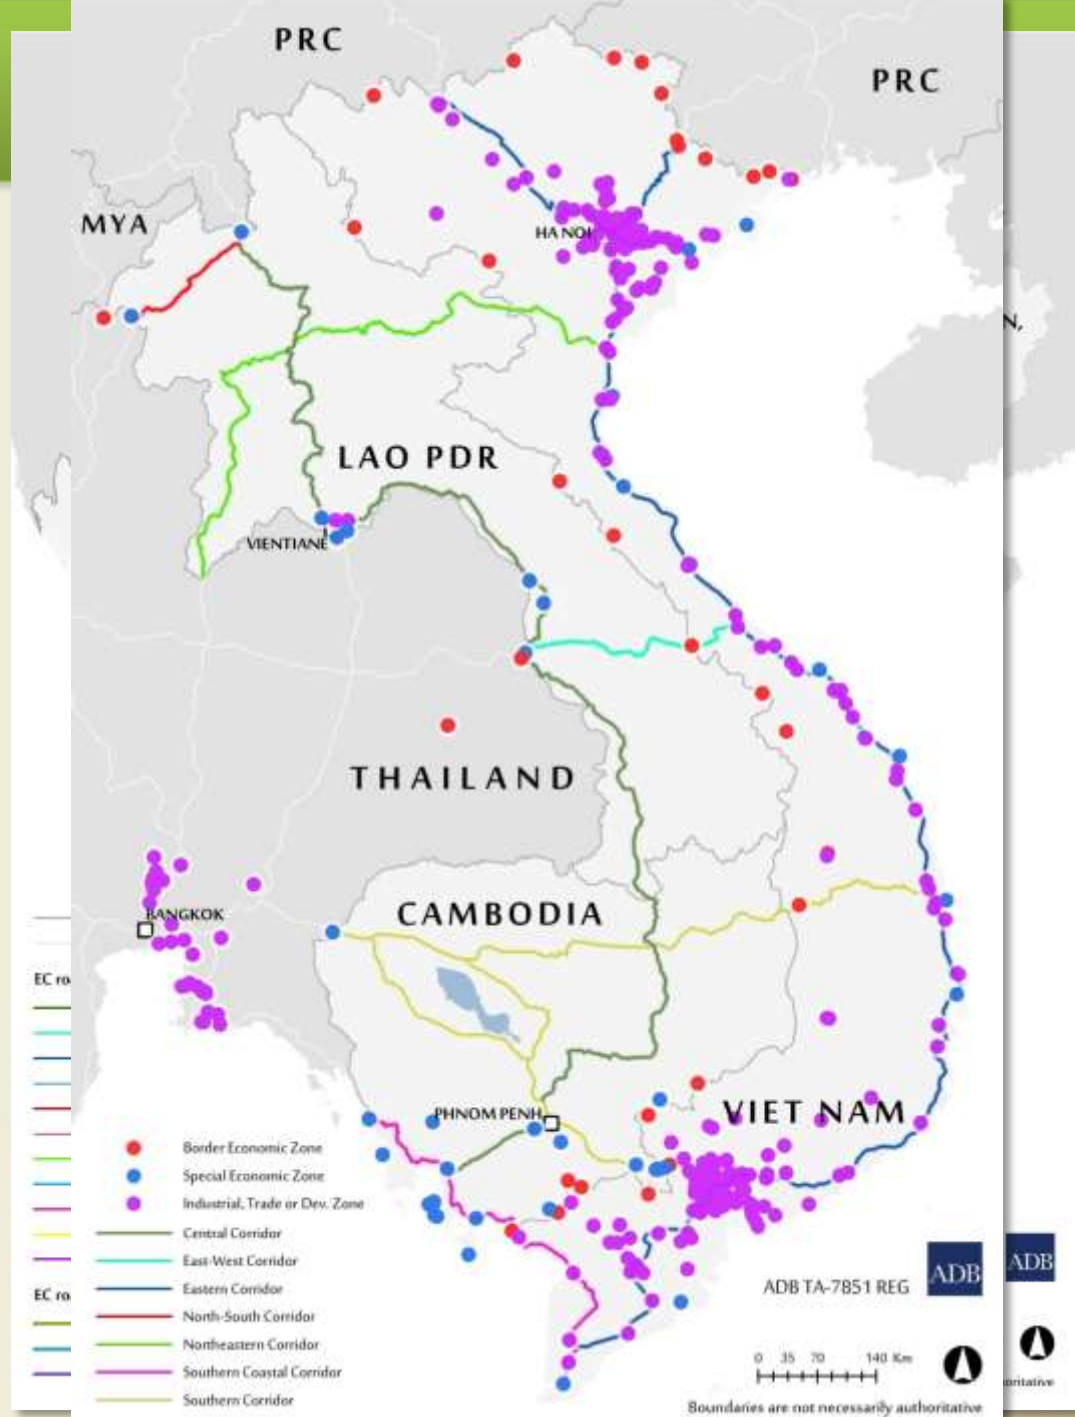 PRC
PRC
MYA
HA NOI
N,
LAO PDR
VIENTIANE
THAILAND
BANGKOK
CAMBODIA
EC ro
PHNOM PENH
VIET NAM
Border Economic Zone
Special Economic Zone
Industrial, Trade or Dev. Zone
Central Corridor
East-West Corridor
Eastern Corridor
North-South Corridor
Northeastern Corridor
Southern Coastal Corridor
Southern Corridor
EC ro
ADB TA-7851 REG
ADB
ADB
0 35 70 140 Km
Boundaries are not necessarily authoritative
oritative